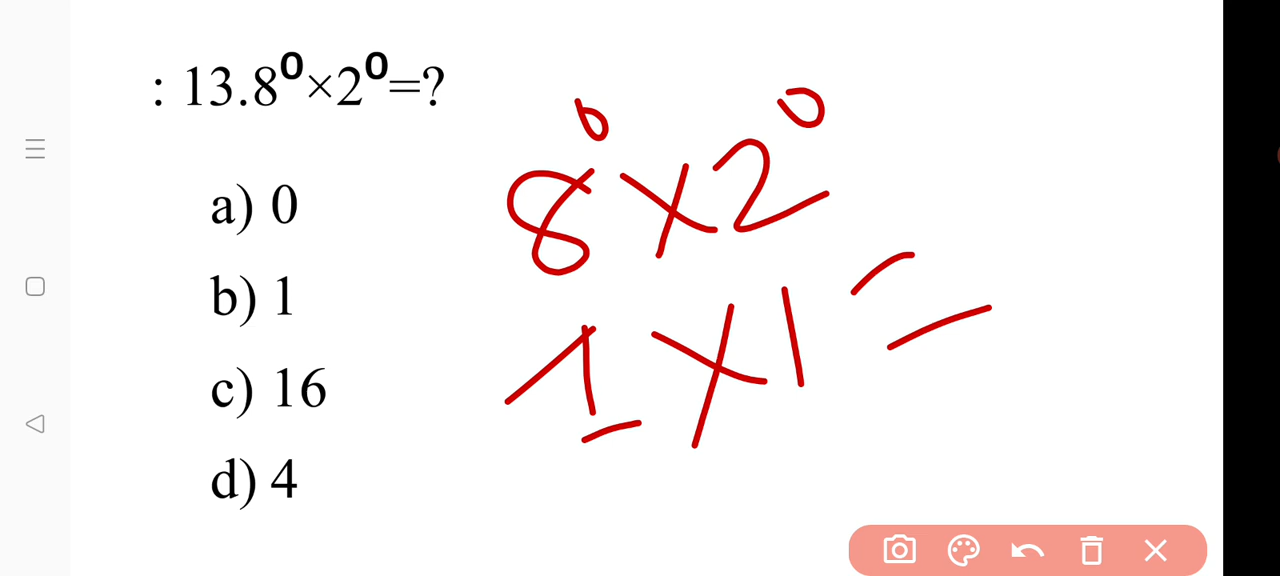 : 13.8⁰×2⁰=?
8⁰×2⁰
1×1=
a) 0
b) 1
c) 16
d) 4